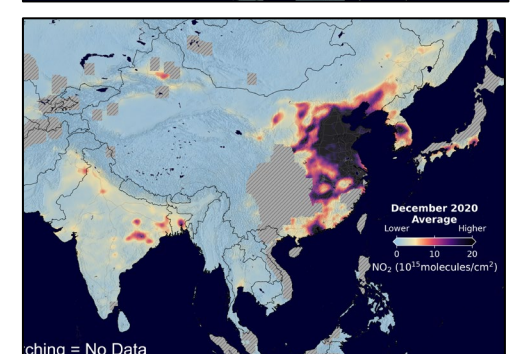 December 2020
Average
Lower Higher
0 10 20
NO₂ (10¹⁵molecules/cm²)
ching = No Data